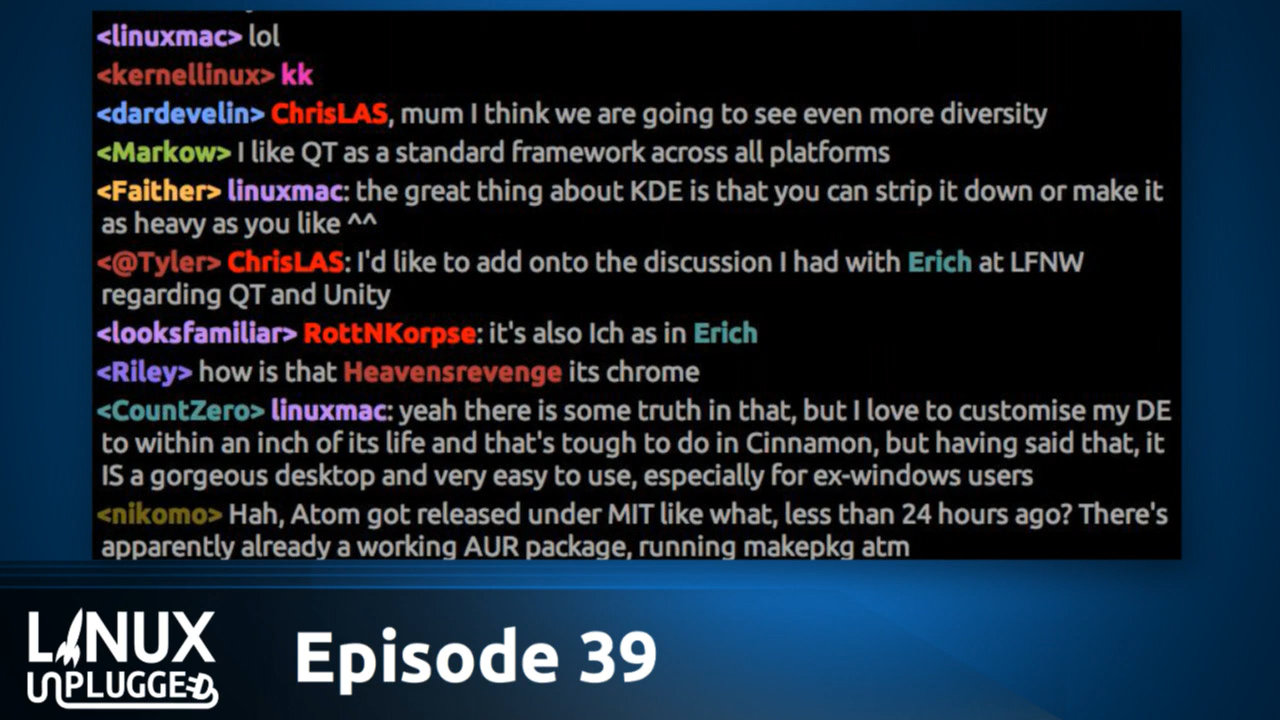 <linuxmac> lol
<kernellinux> kk
<dardevelin> ChrisLAS, mum I think we are going to see even more diversity
<Markow> I like QT as a standard framework across all platforms
<Faither> linuxmac: the great thing about KDE is that you can strip it down or make it
as heavy as you like ^^
<@Tyler> ChrisLAS: I'd like to add onto the discussion I had with Erich at LFNW
regarding QT and Unity
<looksfamiliar> RottNKorpse: it's also Ich as in Erich
<Riley> how is that Heavensrevenge its chrome
<CountZero> linuxmac: yeah there is some truth in that, but I love to customise my DE
to within an inch of its life and that's tough to do in Cinnamon, but having said that, it
IS a gorgeous desktop and very easy to use, especially for ex-windows users
<nikomo> Hah, Atom got released under MIT like what, less than 24 hours ago? There's
apparently already a working AUR package, running makepkg atm
LINUX
UNPLUGGED
Episode 39